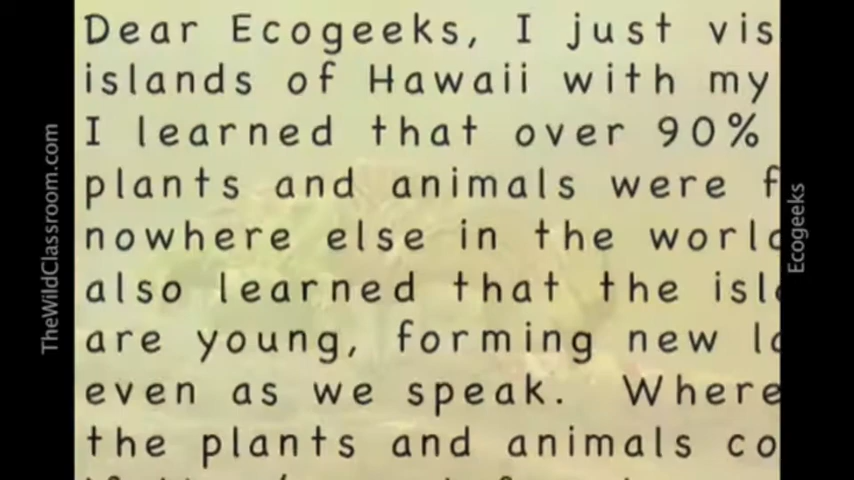 Dear Ecogeeks, I just vis
islands of Hawaii with my
I learned that over 90%
plants and animals were f
nowhere else in the world
also learned that the isl
are young, forming new l
even as we speak. Where
the plants and animals co
TheWildClassroom.com
Ecogeeks